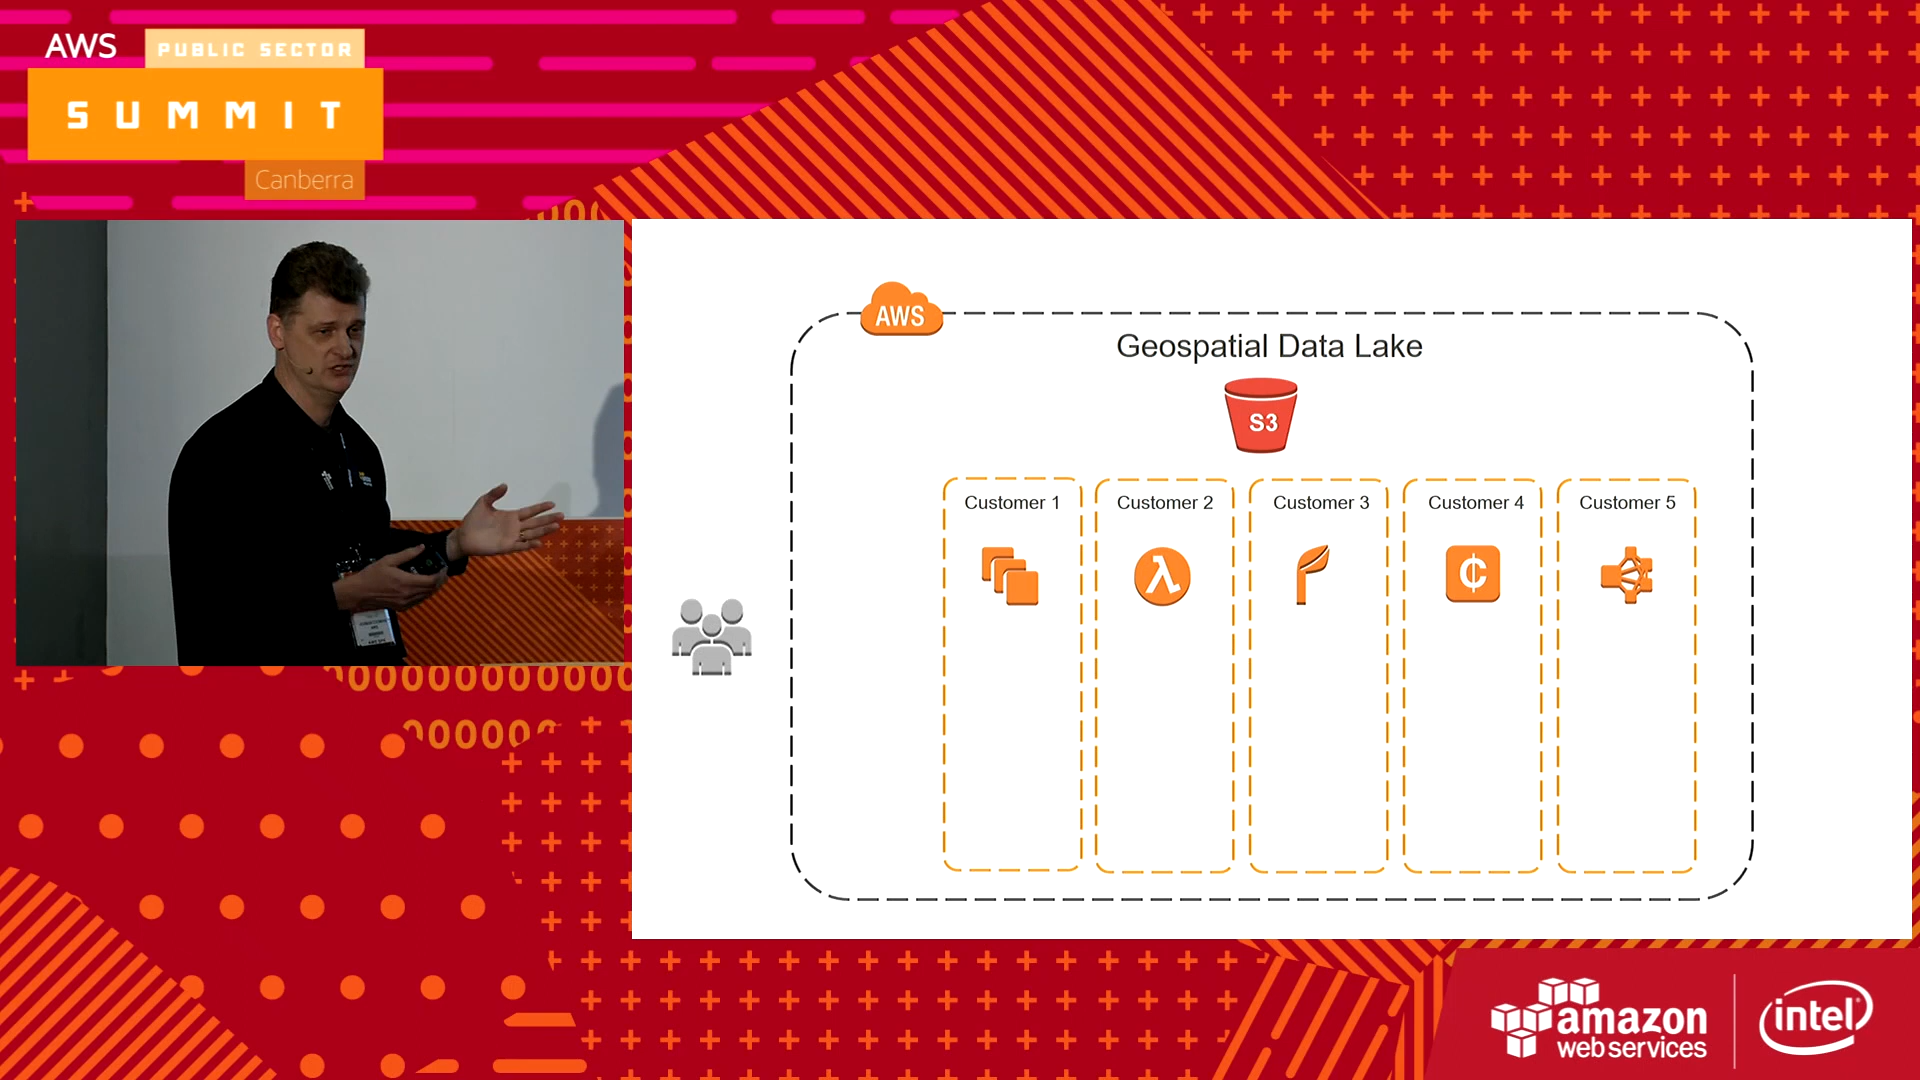 AWS
PUBLIC SECTOR
SUMMIT
Canberra
AWS
Geospatial Data Lake
S3
Customer 1
Customer 2
Customer 3
Customer 4
Customer 5
amazon
web services
intel